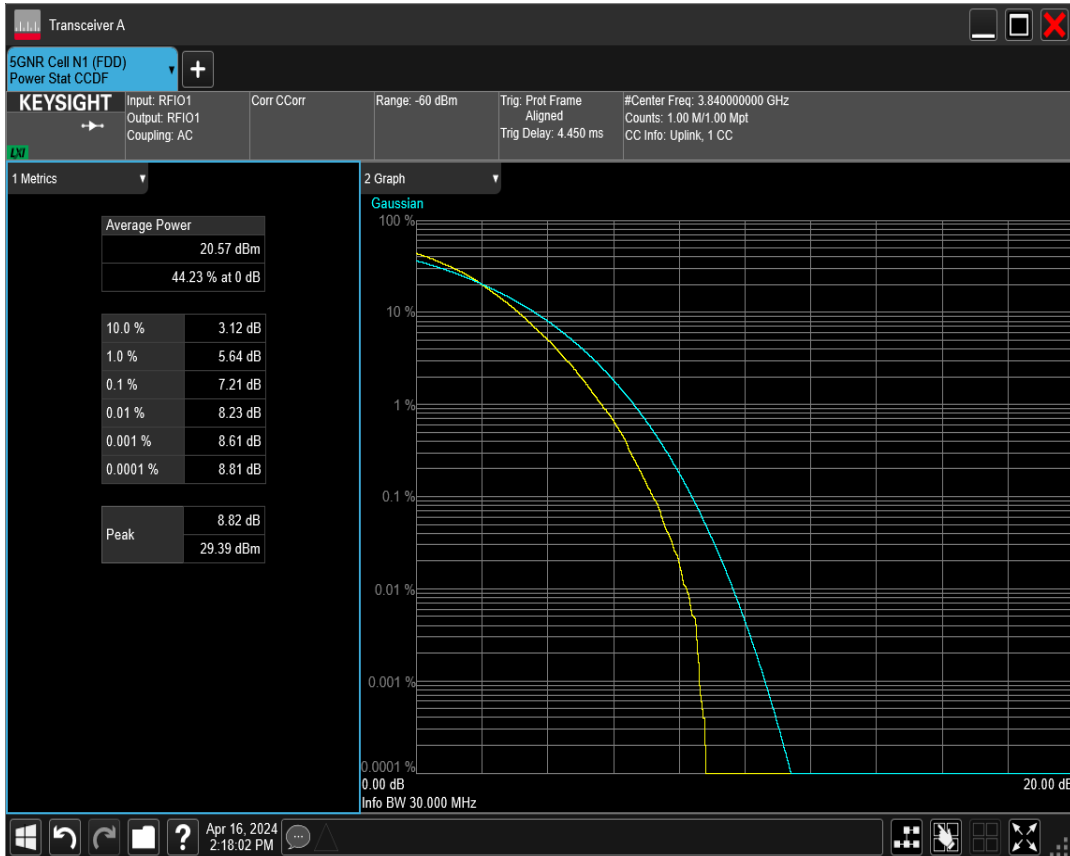 Transceiver A
5GNR Cell N1 (FDD)
Power Stat CCDF
KEYSIGHT
LXI
Input: RFIO1
Output: RFIO1
Coupling: AC
Corr CCorr
Range: -60 dBm
Trig: Prot Frame
Aligned
Trig Delay: 4.450 ms
#Center Freq: 3.840000000 GHz
Counts: 1.00 M/1.00 Mpt
CC Info: Uplink, 1 CC
1 Metrics
Average Power
20.57 dBm
44.23 % at 0 dB
10.0 % 3.12 dB
1.0 % 5.64 dB
0.1 % 7.21 dB
0.01 % 8.23 dB
0.001 % 8.61 dB
0.0001 % 8.81 dB
Peak 8.82 dB
29.39 dBm
2 Graph
Gaussian
100 %
10 %
1 %
0.1 %
0.01 %
0.001 %
0.0001 %
0.00 dB 20.00 dB
Info BW 30.000 MHz
? Apr 16, 2024
2:18:02 PM